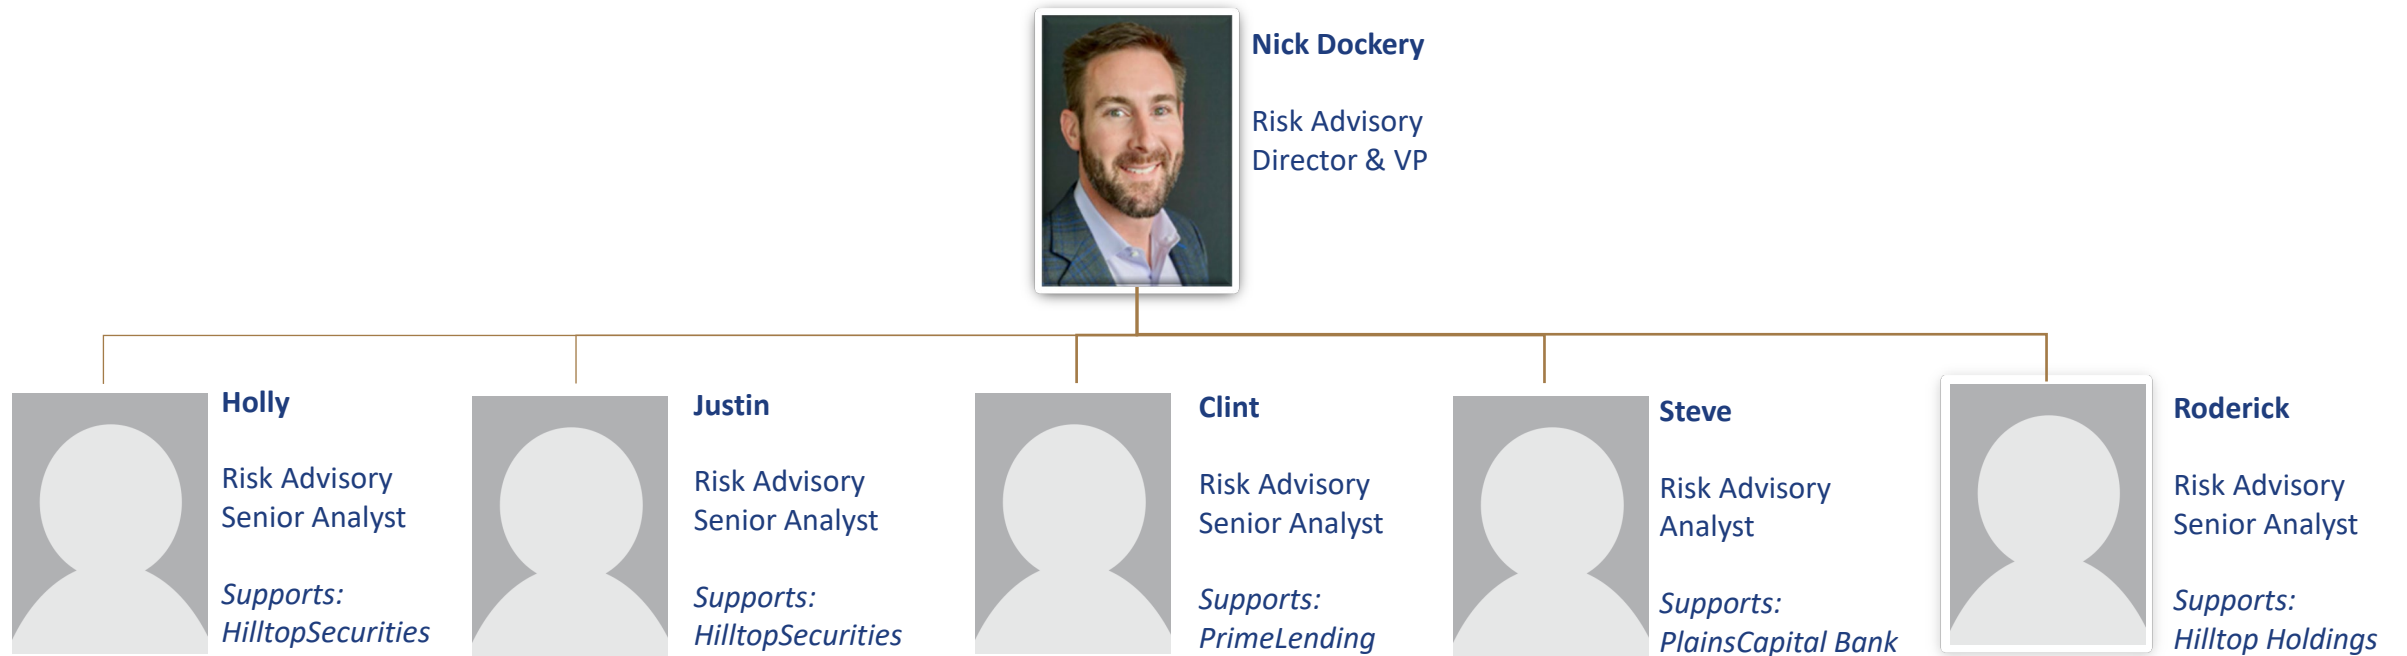 Nick Dockery
Risk Advisory
Director & VP
Holly
Risk Advisory
Senior Analyst
Supports:
HilltopSecurities
Justin
Risk Advisory
Senior Analyst
Supports:
HilltopSecurities
Clint
Risk Advisory
Senior Analyst
Supports:
PrimeLending
Steve
Risk Advisory
Analyst
Supports:
PlainsCapital Bank
Roderick
Risk Advisory
Senior Analyst
Supports:
Hilltop Holdings